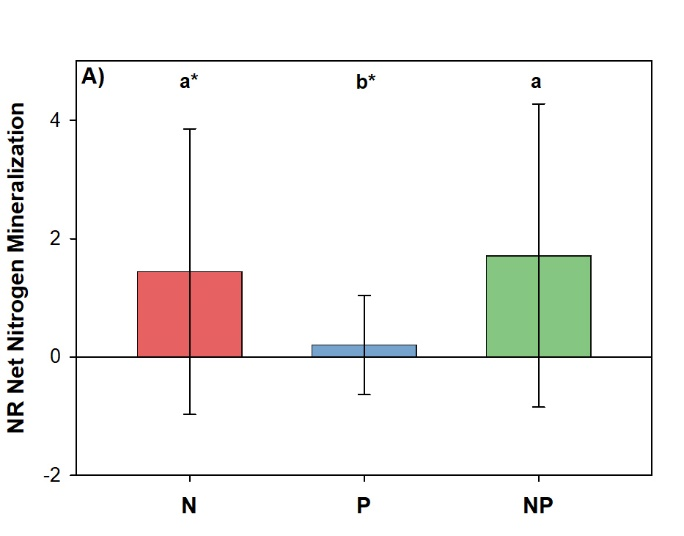 A)
a*
b*
a
NR Net Nitrogen Mineralization
4
2
0
-2
N
P
NP